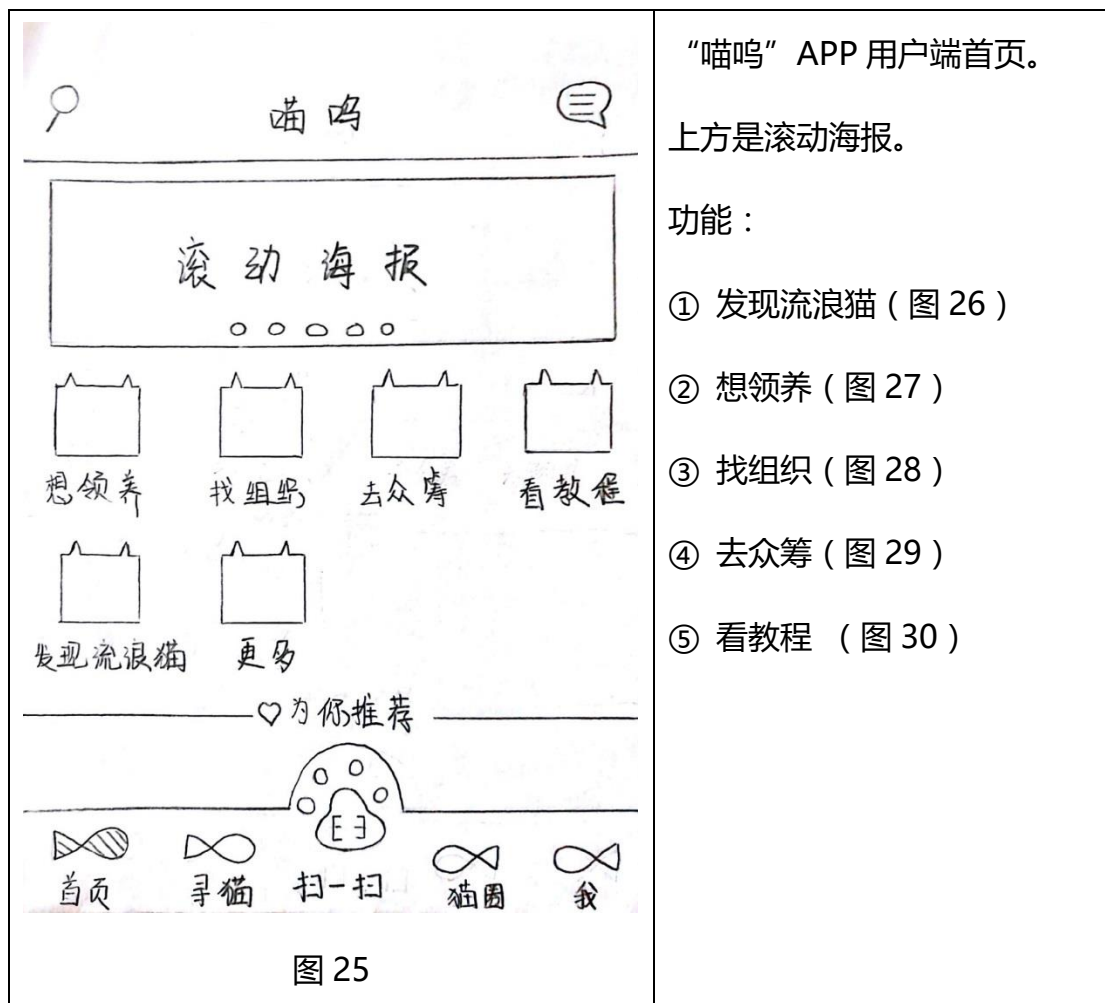 喵呜
滚动海报
想领养 找组织 去众筹 看教程
发现流浪猫 更多
为你推荐
首页 寻猫 扫一扫 猫圈 我
图 25
“喵呜”APP 用户端首页。
上方是滚动海报。
功能：
① 发现流浪猫（图 26）
② 想领养（图 27）
③ 找组织（图 28）
④ 去众筹（图 29）
⑤ 看教程 （图 30）